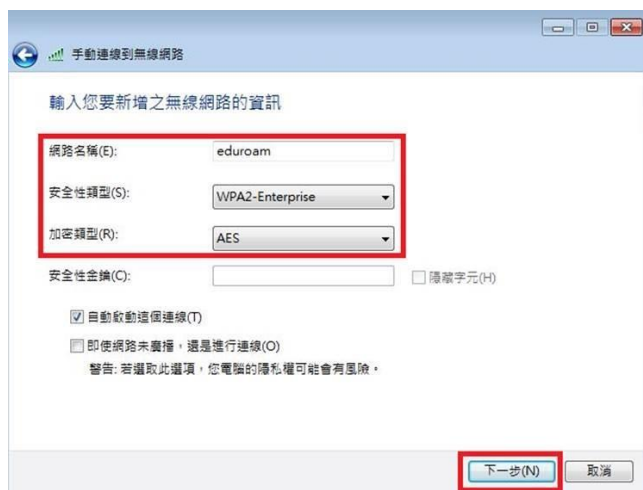 手動連線到無線網路
輸入您要新增之無線網路的資訊
網路名稱(E): eduroam
安全性類型(S): WPA2-Enterprise
加密類型(R): AES
安全性金鑰(C): 隱藏字元(H)
自動啟動這個連線(T)
即使網路未廣播，還是進行連線(O)
警告: 若選取此選項，您電腦的隱私權可能會有風險。
下一步(N) 取消